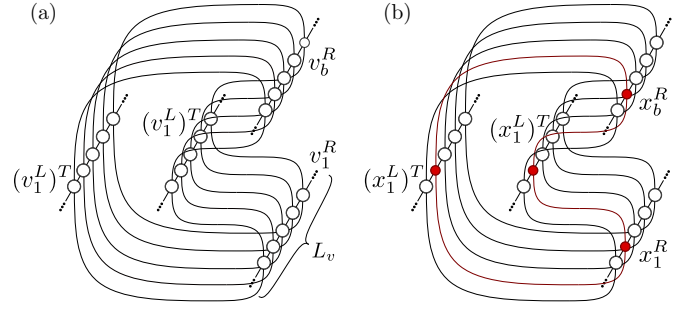 (a)
(b)
v_b^R
x_b^R
(v_1^L)^T
(x_1^L)^T
v_1^R
(v_1^L)^T
(x_1^L)^T
L_v
x_1^R